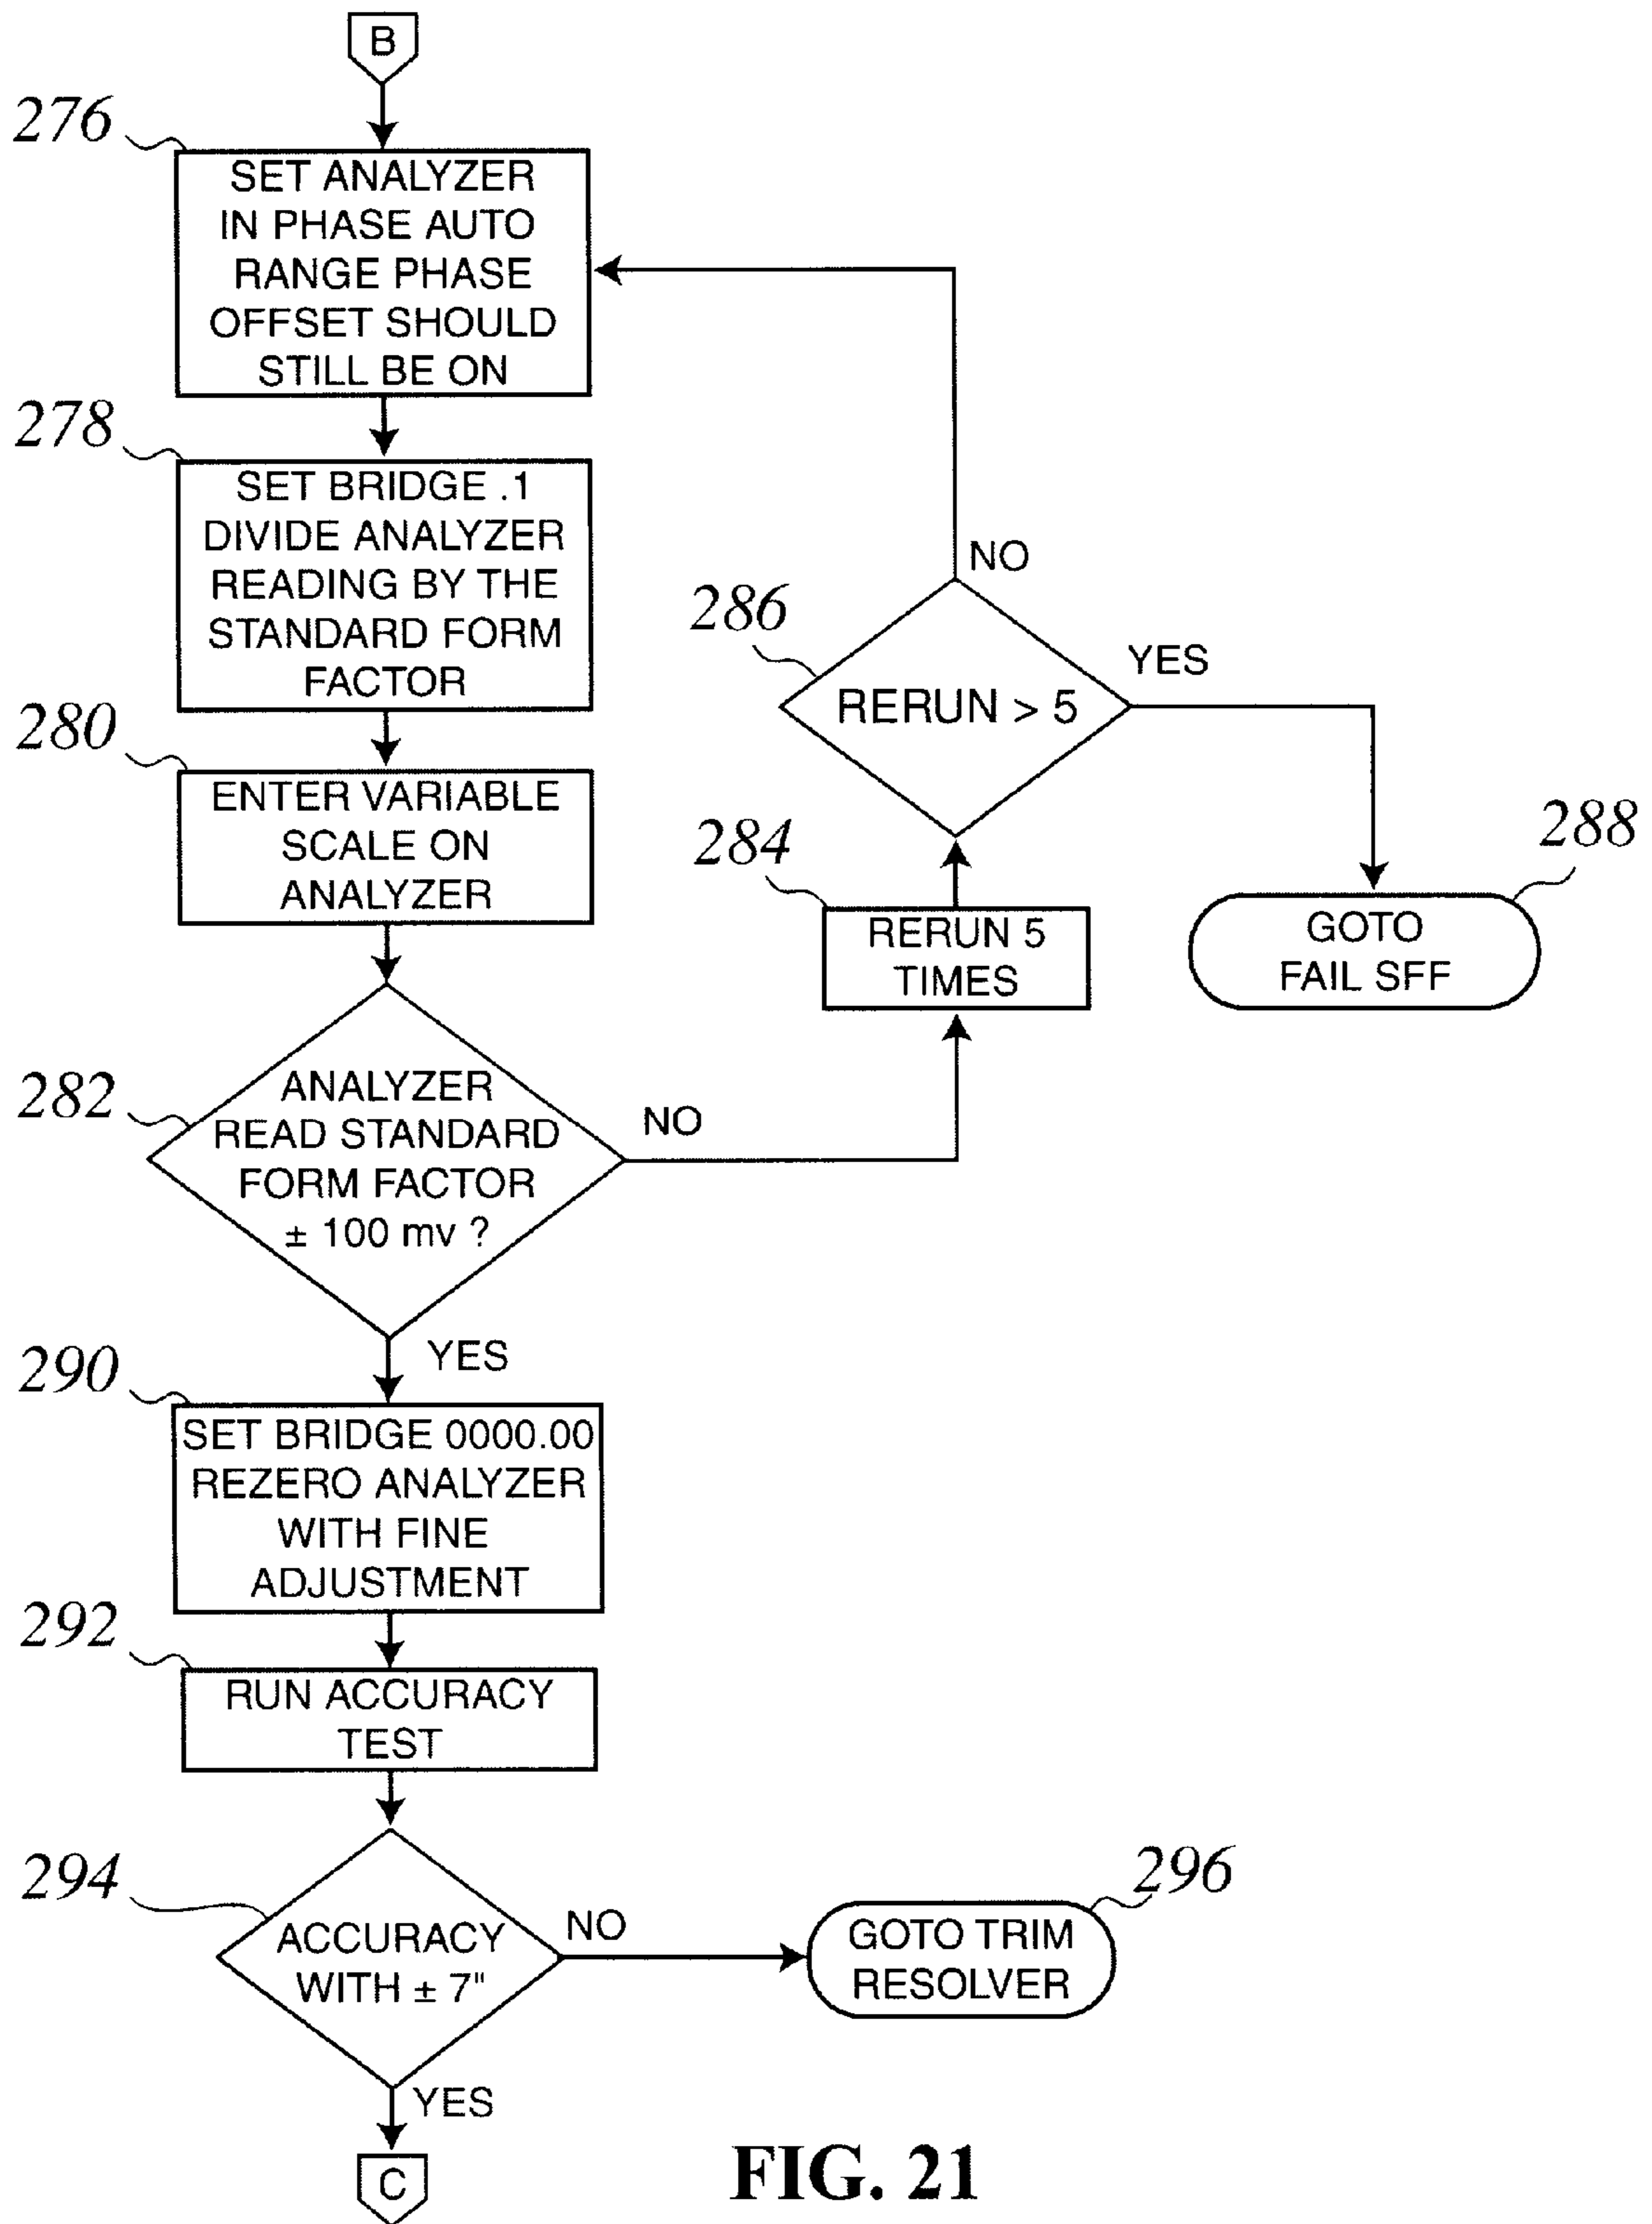 B
276
SET ANALYZER
IN PHASE AUTO
RANGE PHASE
OFFSET SHOULD
STILL BE ON
278
SET BRIDGE .1
DIVIDE ANALYZER
READING BY THE
STANDARD FORM
FACTOR
280
ENTER VARIABLE
SCALE ON
ANALYZER
282
ANALYZER
READ STANDARD
FORM FACTOR
± 100 mv ?
NO
284
RERUN 5
TIMES
286
RERUN > 5
NO
YES
288
GOTO
FAIL SFF
YES
290
SET BRIDGE 0000.00
REZERO ANALYZER
WITH FINE
ADJUSTMENT
292
RUN ACCURACY
TEST
294
ACCURACY
WITH ± 7"
NO
296
GOTO TRIM
RESOLVER
YES
C
FIG. 21